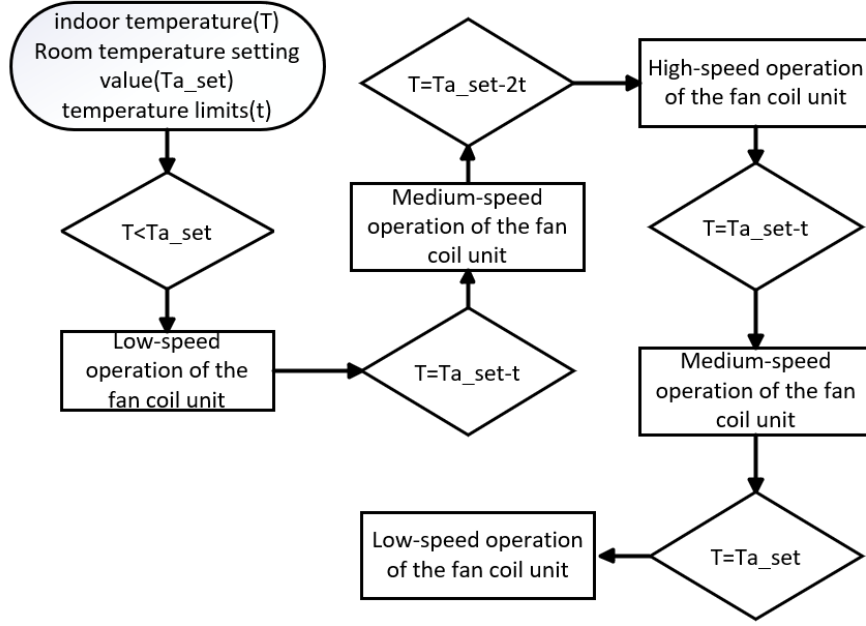 indoor temperature(T)
Room temperature setting
value(Ta_set)
temperature limits(t)
T<Ta_set
Low-speed
operation of the
fan coil unit
T=Ta_set-t
Medium-speed
operation of the fan
coil unit
T=Ta_set-2t
High-speed operation
of the fan coil unit
T=Ta_set-t
Medium-speed
operation of the fan
coil unit
T=Ta_set
Low-speed operation
of the fan coil unit